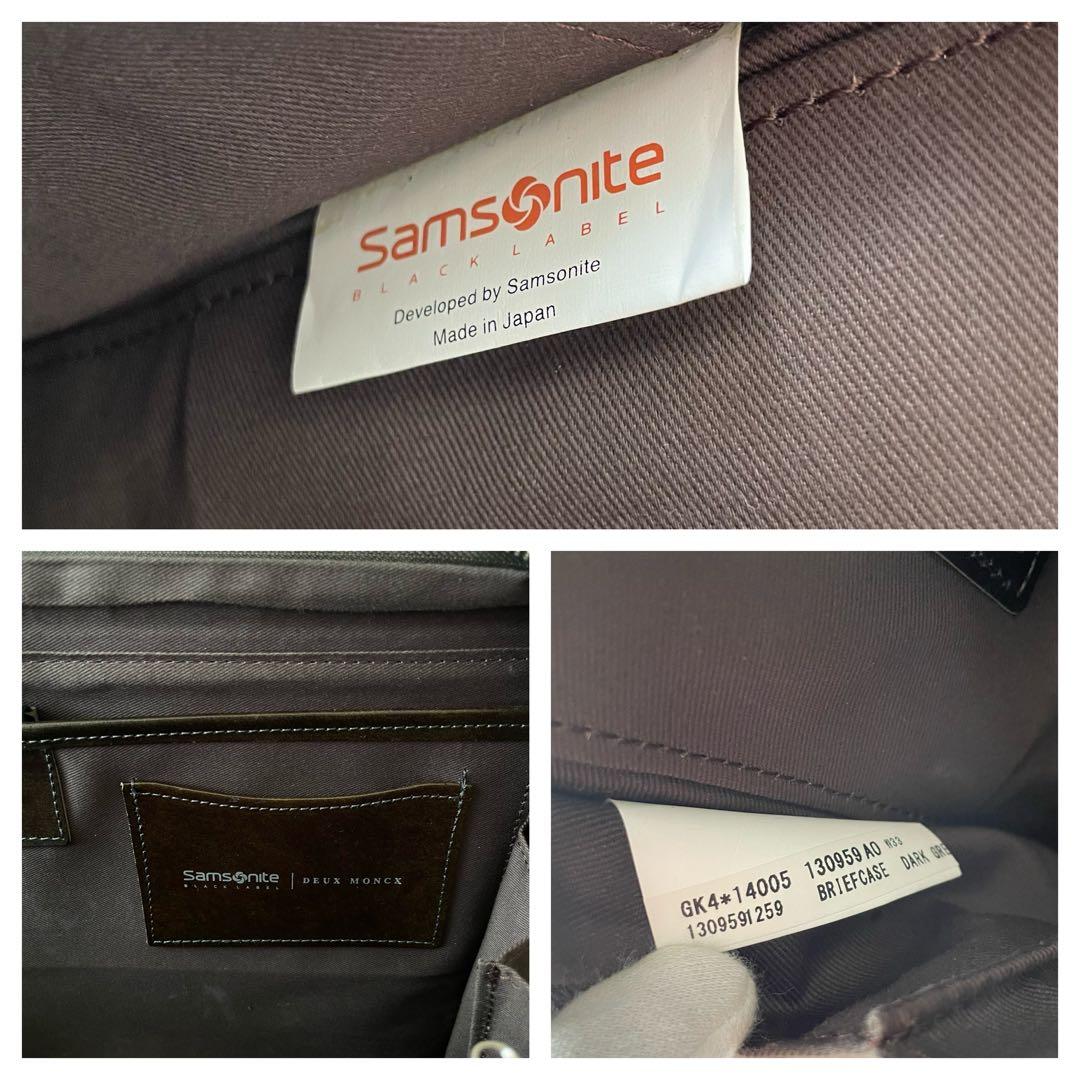 Samsonite
BLACK LABEL
Developed by Samsonite
Made in Japan
Samsonite | DEUX MONCX
BLACK LABEL
GK4*14005 130959 AO W33
1309591259 BRIEFCASE DARK GRE